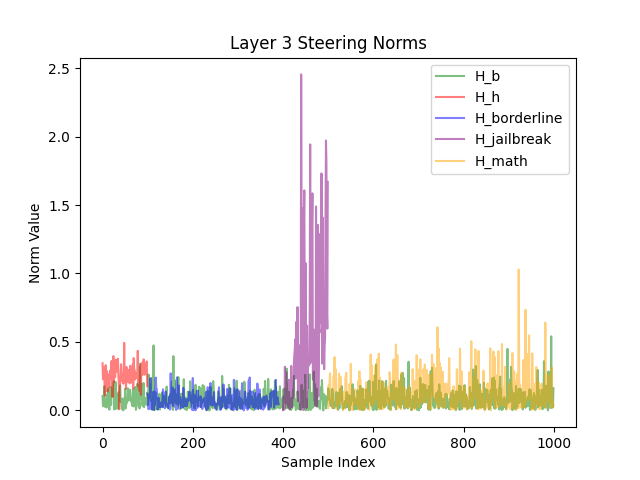 Layer 3 Steering Norms
2.5
2.0
1.5
1.0
0.5
0.0
Norm Value
H_b
H_h
H_borderline
H_jailbreak
H_math
0
200
400
600
800
1000
Sample Index